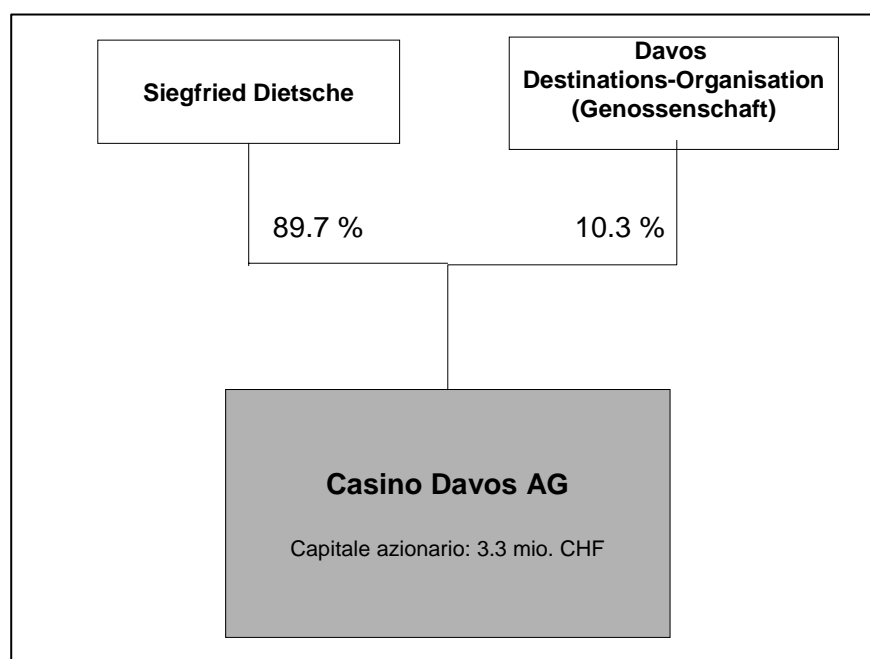 Siegfried Dietsche
Davos
Destinations-Organisation
(Genossenschaft)
89.7 %
10.3 %
Casino Davos AG
Capitale azionario: 3.3 mio. CHF